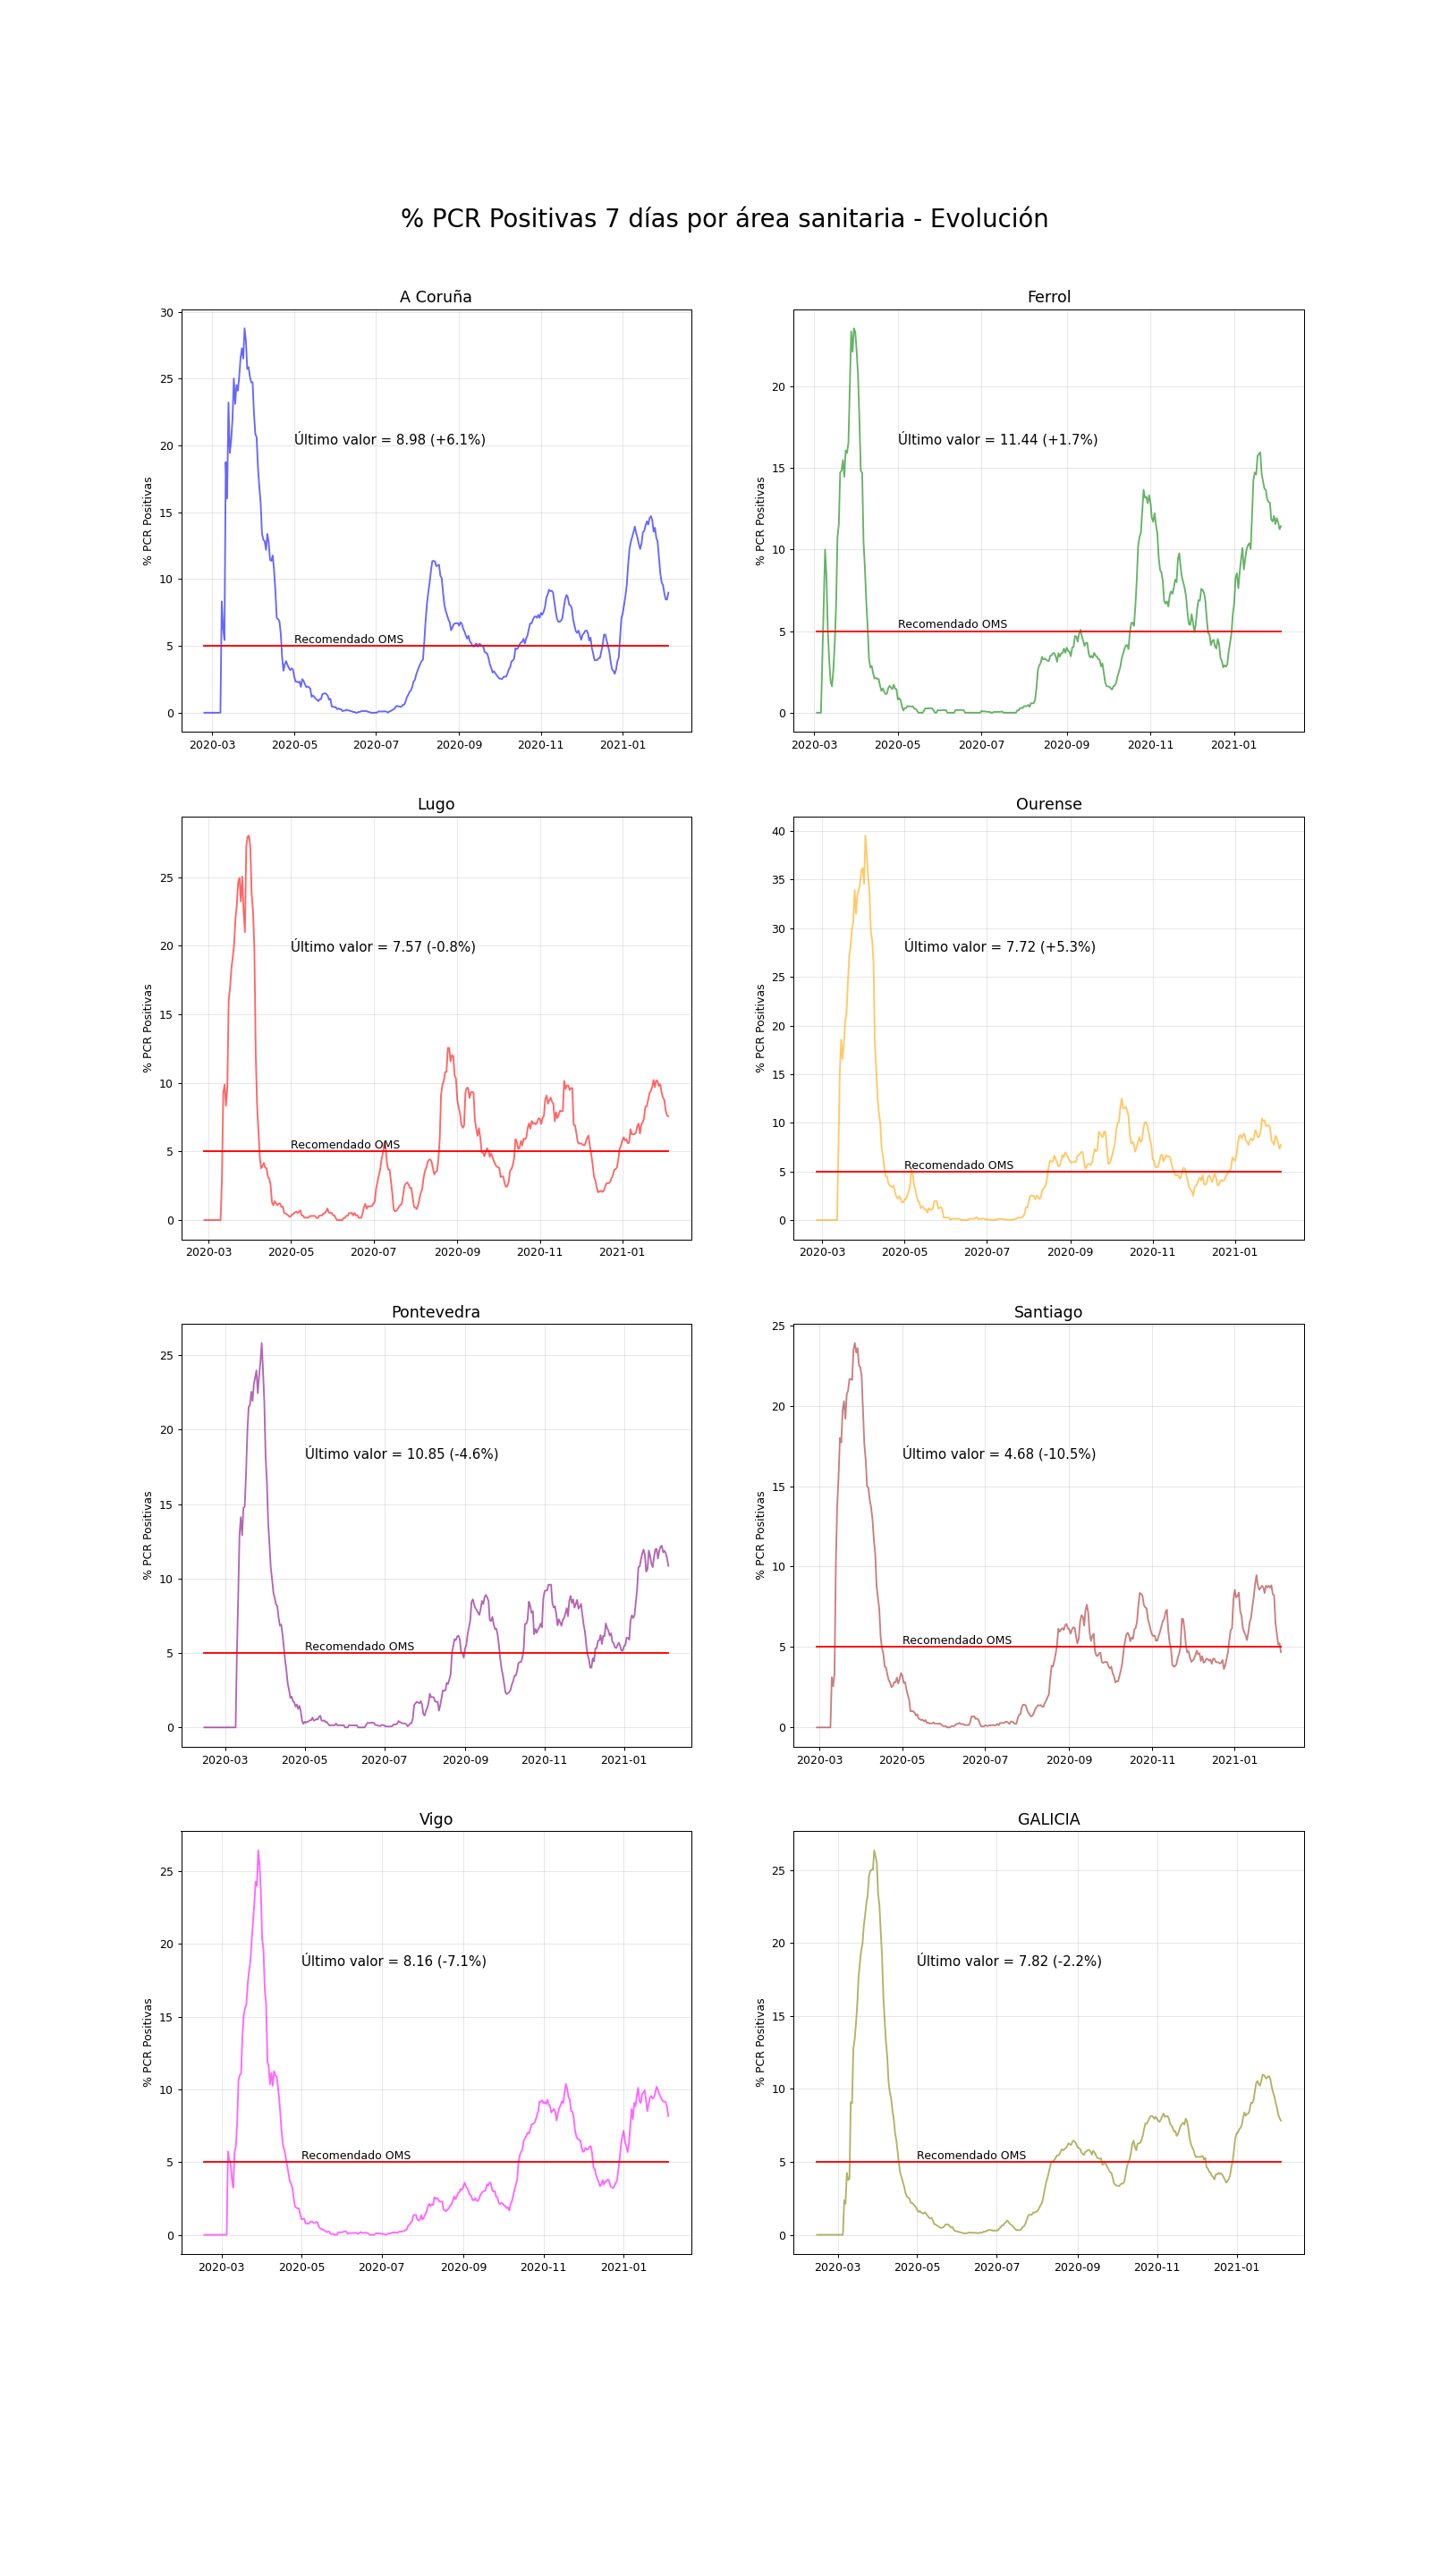 % PCR Positivas 7 días por área sanitaria - Evolución
A Coruña
30
25
20
15
10
5
0
% PCR Positivas
Último valor = 8.98 (+6.1%)
Recomendado OMS
2020-03 2020-05 2020-07 2020-09 2020-11 2021-01
Ferrol
20
15
10
5
0
% PCR Positivas
Último valor = 11.44 (+1.7%)
Recomendado OMS
2020-03 2020-05 2020-07 2020-09 2020-11 2021-01
Lugo
25
20
15
10
5
0
% PCR Positivas
Último valor = 7.57 (-0.8%)
Recomendado OMS
2020-03 2020-05 2020-07 2020-09 2020-11 2021-01
Ourense
40
35
30
25
20
15
10
5
0
% PCR Positivas
Último valor = 7.72 (+5.3%)
Recomendado OMS
2020-03 2020-05 2020-07 2020-09 2020-11 2021-01
Pontevedra
25
20
15
10
5
0
% PCR Positivas
Último valor = 10.85 (-4.6%)
Recomendado OMS
2020-03 2020-05 2020-07 2020-09 2020-11 2021-01
Santiago
25
20
15
10
5
0
% PCR Positivas
Último valor = 4.68 (-10.5%)
Recomendado OMS
2020-03 2020-05 2020-07 2020-09 2020-11 2021-01
Vigo
25
20
15
10
5
0
% PCR Positivas
Último valor = 8.16 (-7.1%)
Recomendado OMS
2020-03 2020-05 2020-07 2020-09 2020-11 2021-01
GALICIA
25
20
15
10
5
0
% PCR Positivas
Último valor = 7.82 (-2.2%)
Recomendado OMS
2020-03 2020-05 2020-07 2020-09 2020-11 2021-01